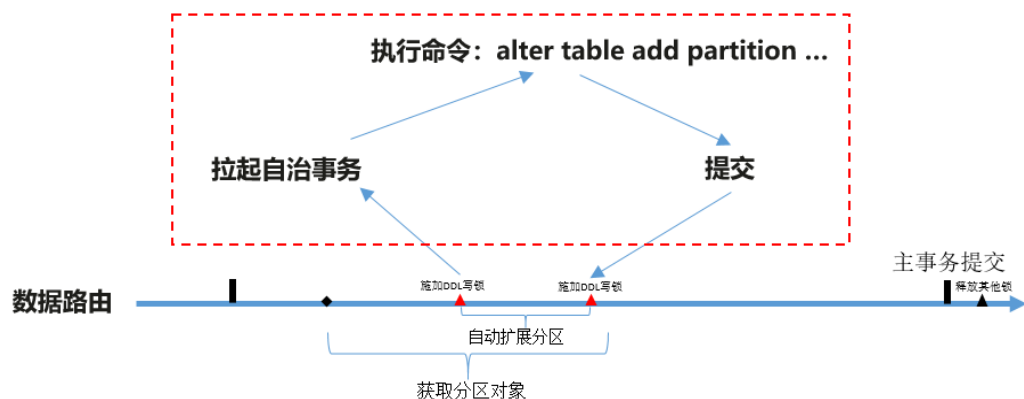 执行命令：alter table add partition ...
拉起自治事务
提交
主事务提交
施加DDL写锁
施加DDL写锁
释放其他锁
数据路由
自动扩展分区
获取分区对象